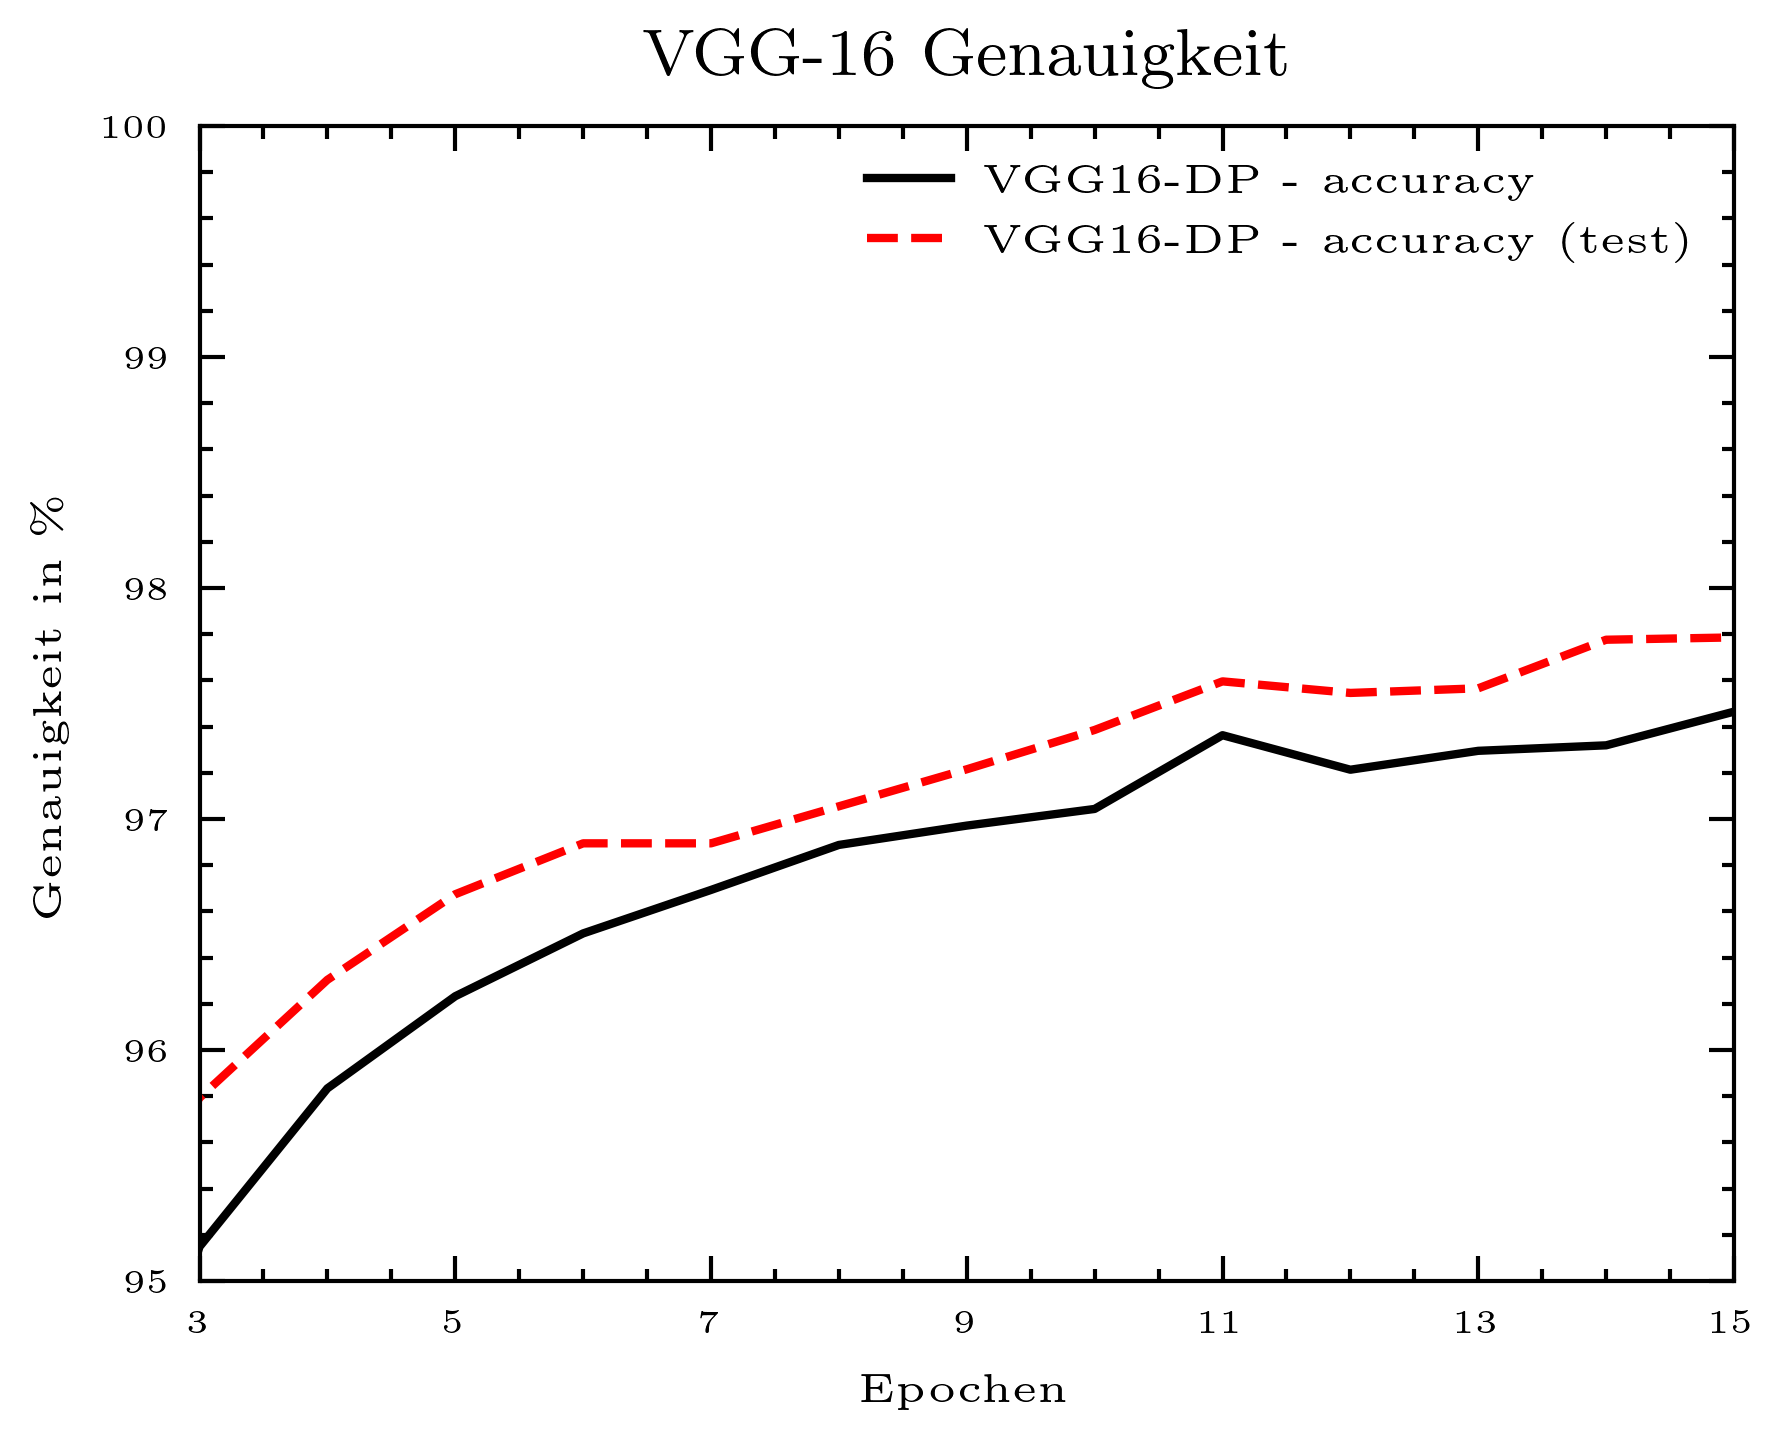 VGG-16 Genauigkeit
VGG16-DP - accuracy
VGG16-DP - accuracy (test)
100
99
98
97
96
95
Genauigkeit in %
3 5 7 9 11 13 15
Epochen